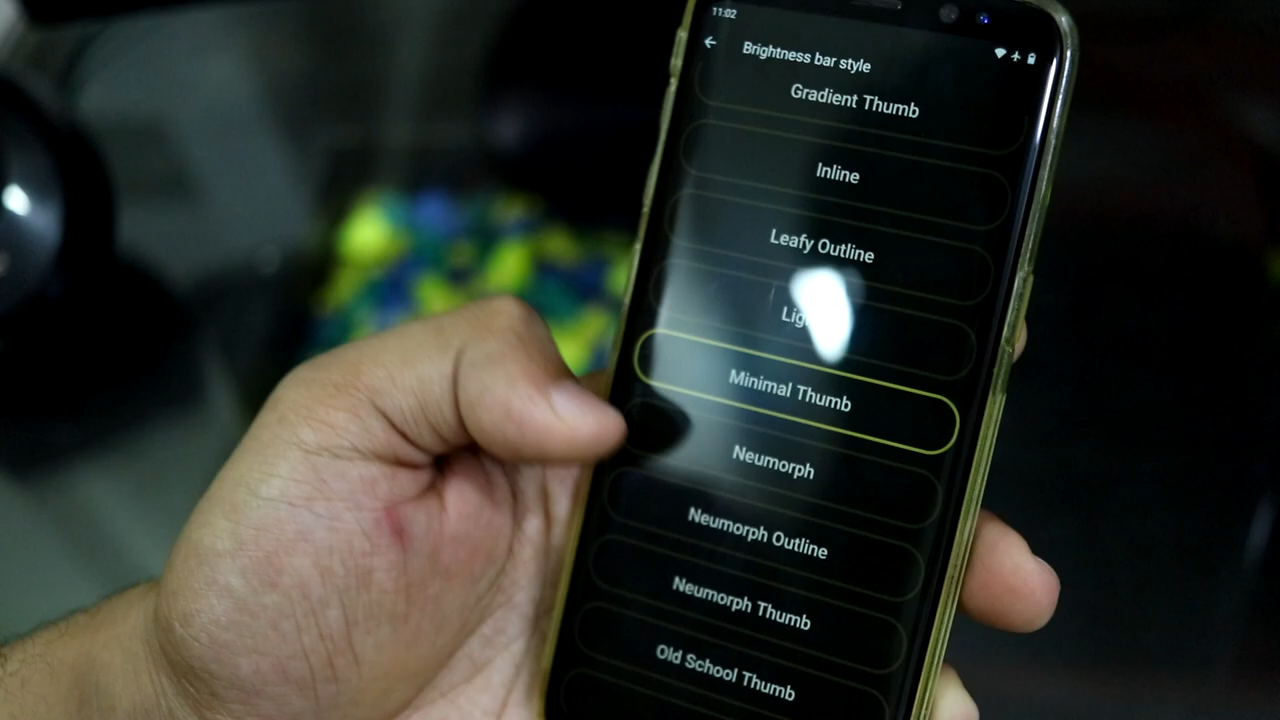 11:02
Brightness bar style
Gradient Thumb
Inline
Leafy Outline
Minimal Thumb
Neumorph
Neumorph Outline
Neumorph Thumb
Old School Thumb